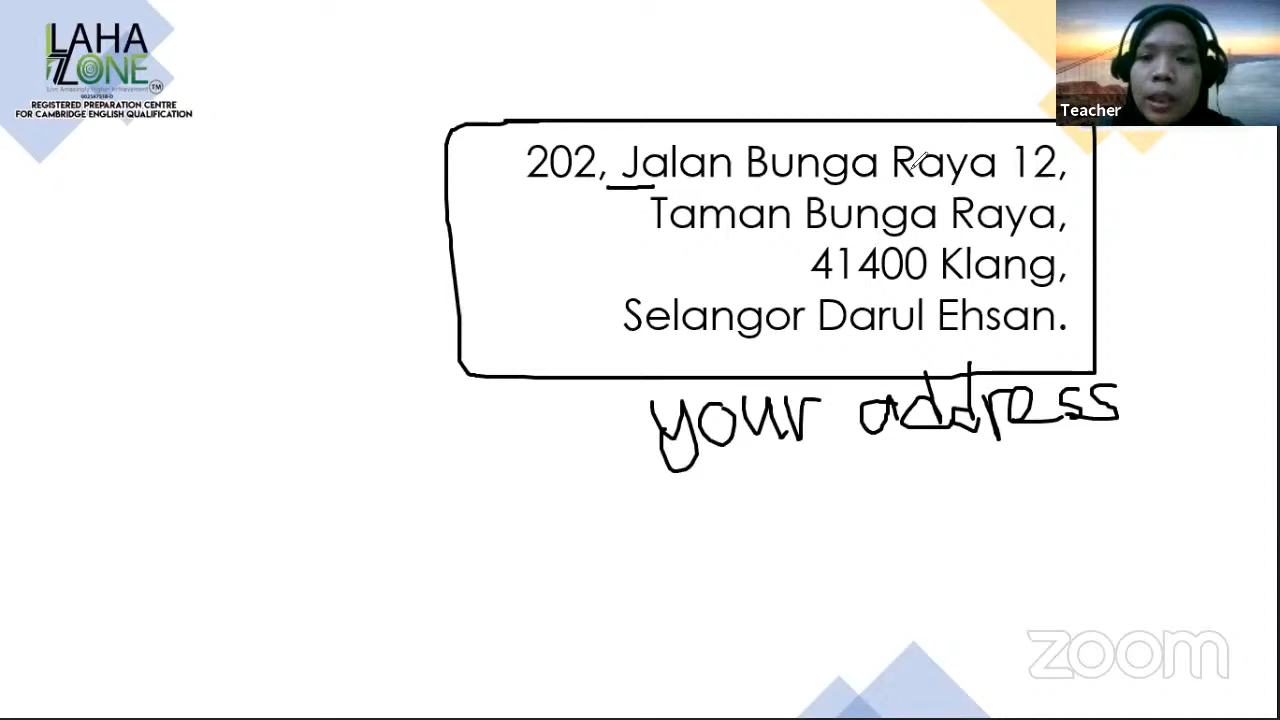 LAHA
ZONE
TM
REGISTERED PREPARATION CENTRE
FOR CAMBRIDGE ENGLISH QUALIFICATION
Teacher
202, Jalan Bunga Raya 12,
Taman Bunga Raya,
41400 Klang,
Selangor Darul Ehsan.
your address
zoom